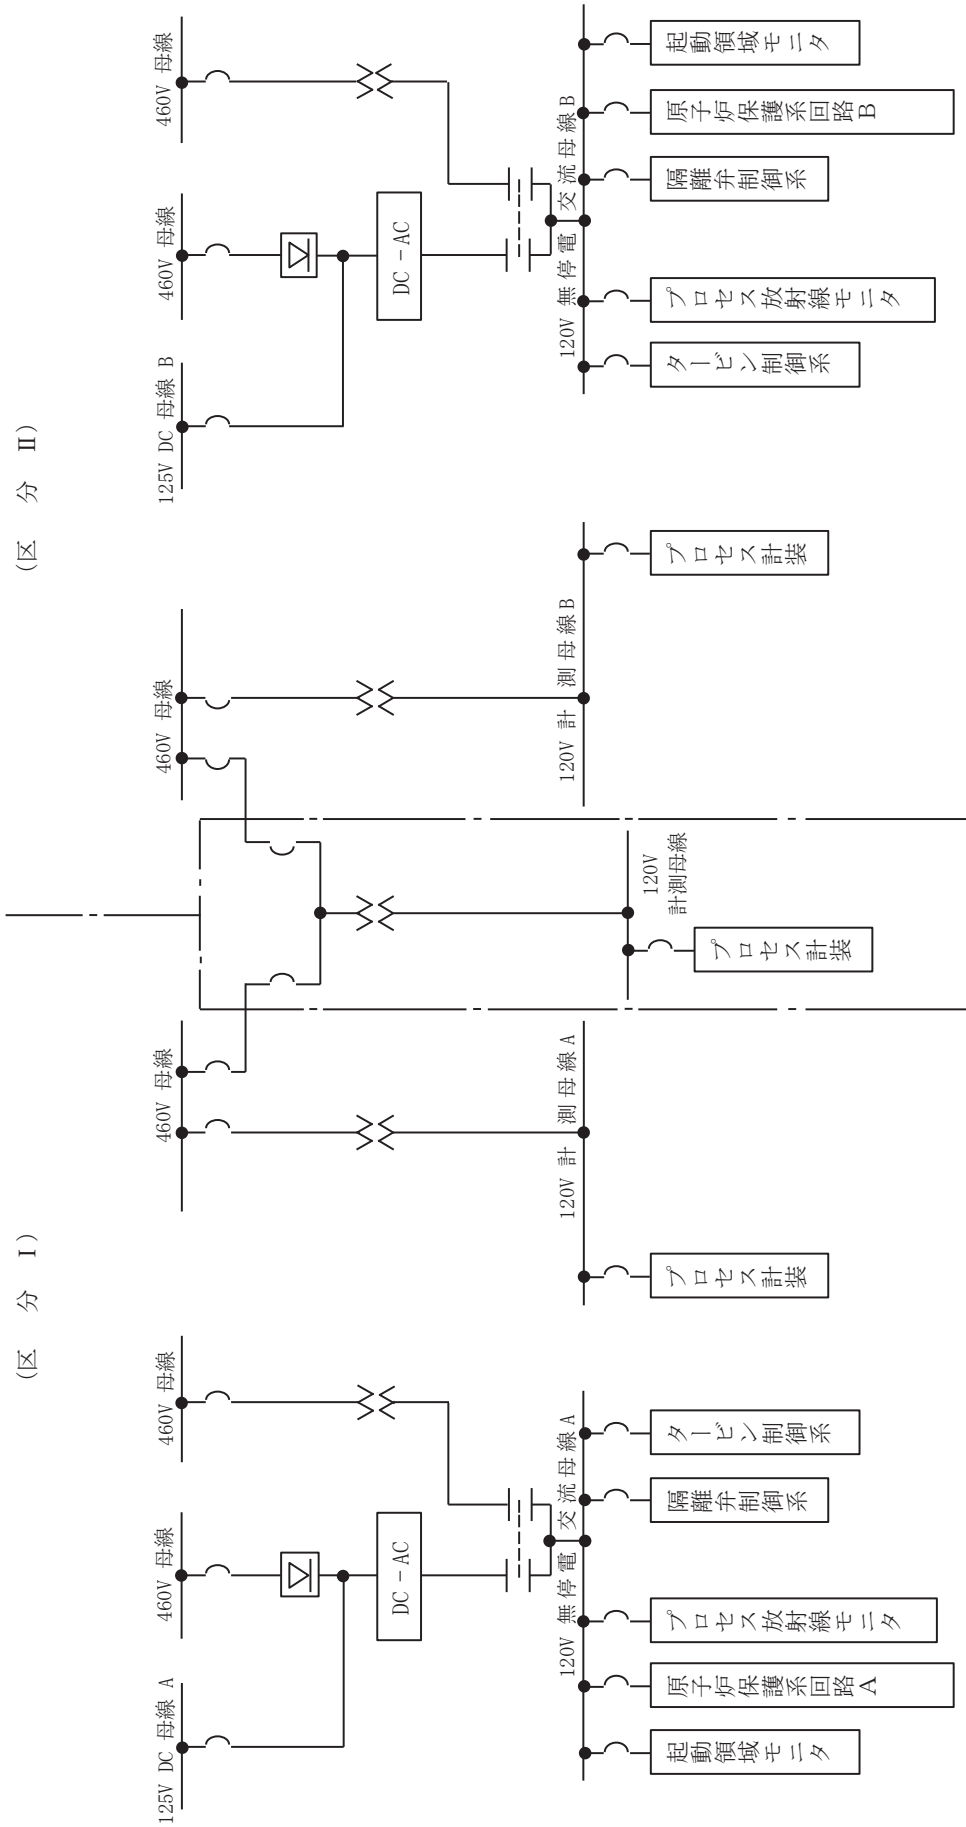 (区 分 Ⅰ)
(区 分 Ⅱ)
125V DC 母線 A
460V 母線
460V 母線
460V 母線
460V 母線
125V DC 母線 B
460V 母線
460V 母線
DC－AC
DC－AC
120V 無停電交流母線 A
120V 計測母線 A
120V 計測母線 B
120V 無停電交流母線 B
120V
計測母線
起動領域モニタ
原子炉保護系回路A
プロセス放射線モニタ
隔離弁制御系
タービン制御系
プロセス計装
プロセス計装
プロセス計装
タービン制御系
プロセス放射線モニタ
隔離弁制御系
原子炉保護系回路B
起動領域モニタ